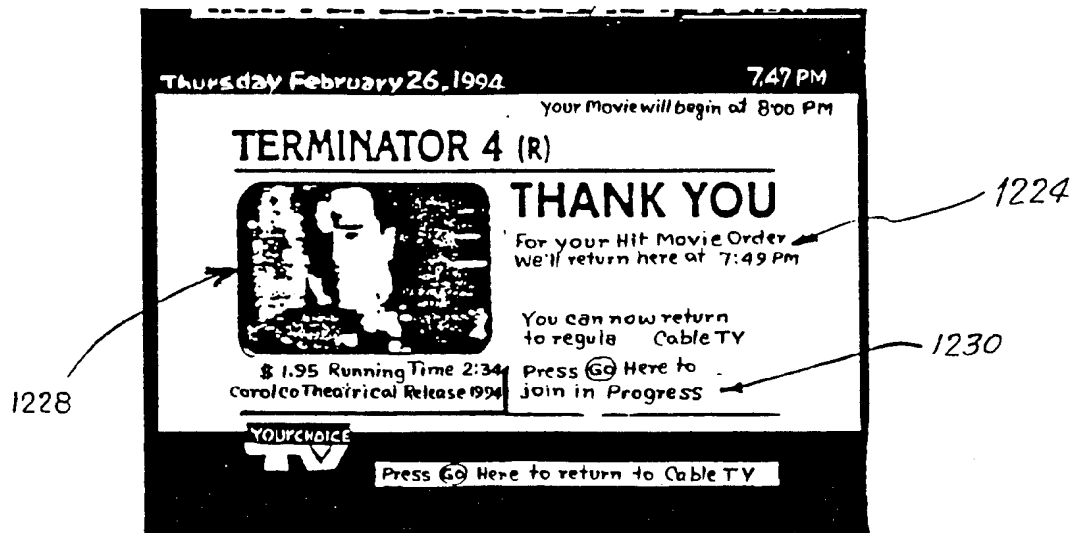 Thursday February 26, 1994 7,47 PM
your Movie will begin at 8:00 PM
TERMINATOR 4 (R)
THANK YOU
1224
For your Hit Movie Order
We'll return here at 7:49 PM
You can now return
to regula Cable TV
1230
1228
$ 1.95 Running Time 2:34
Carolco Theatrical Release 1994
Press GO Here to
join in Progress
YOUR CHOICE
TV
Press GO Here to return to Cable TV